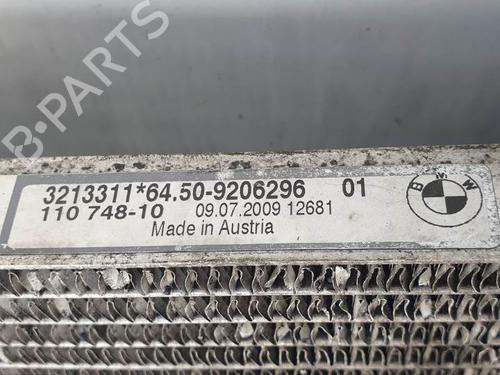 B-PARTS
3213311*64.50-9206296 01
110 748-10 09.07.2009 12681
Made in Austria
BMW